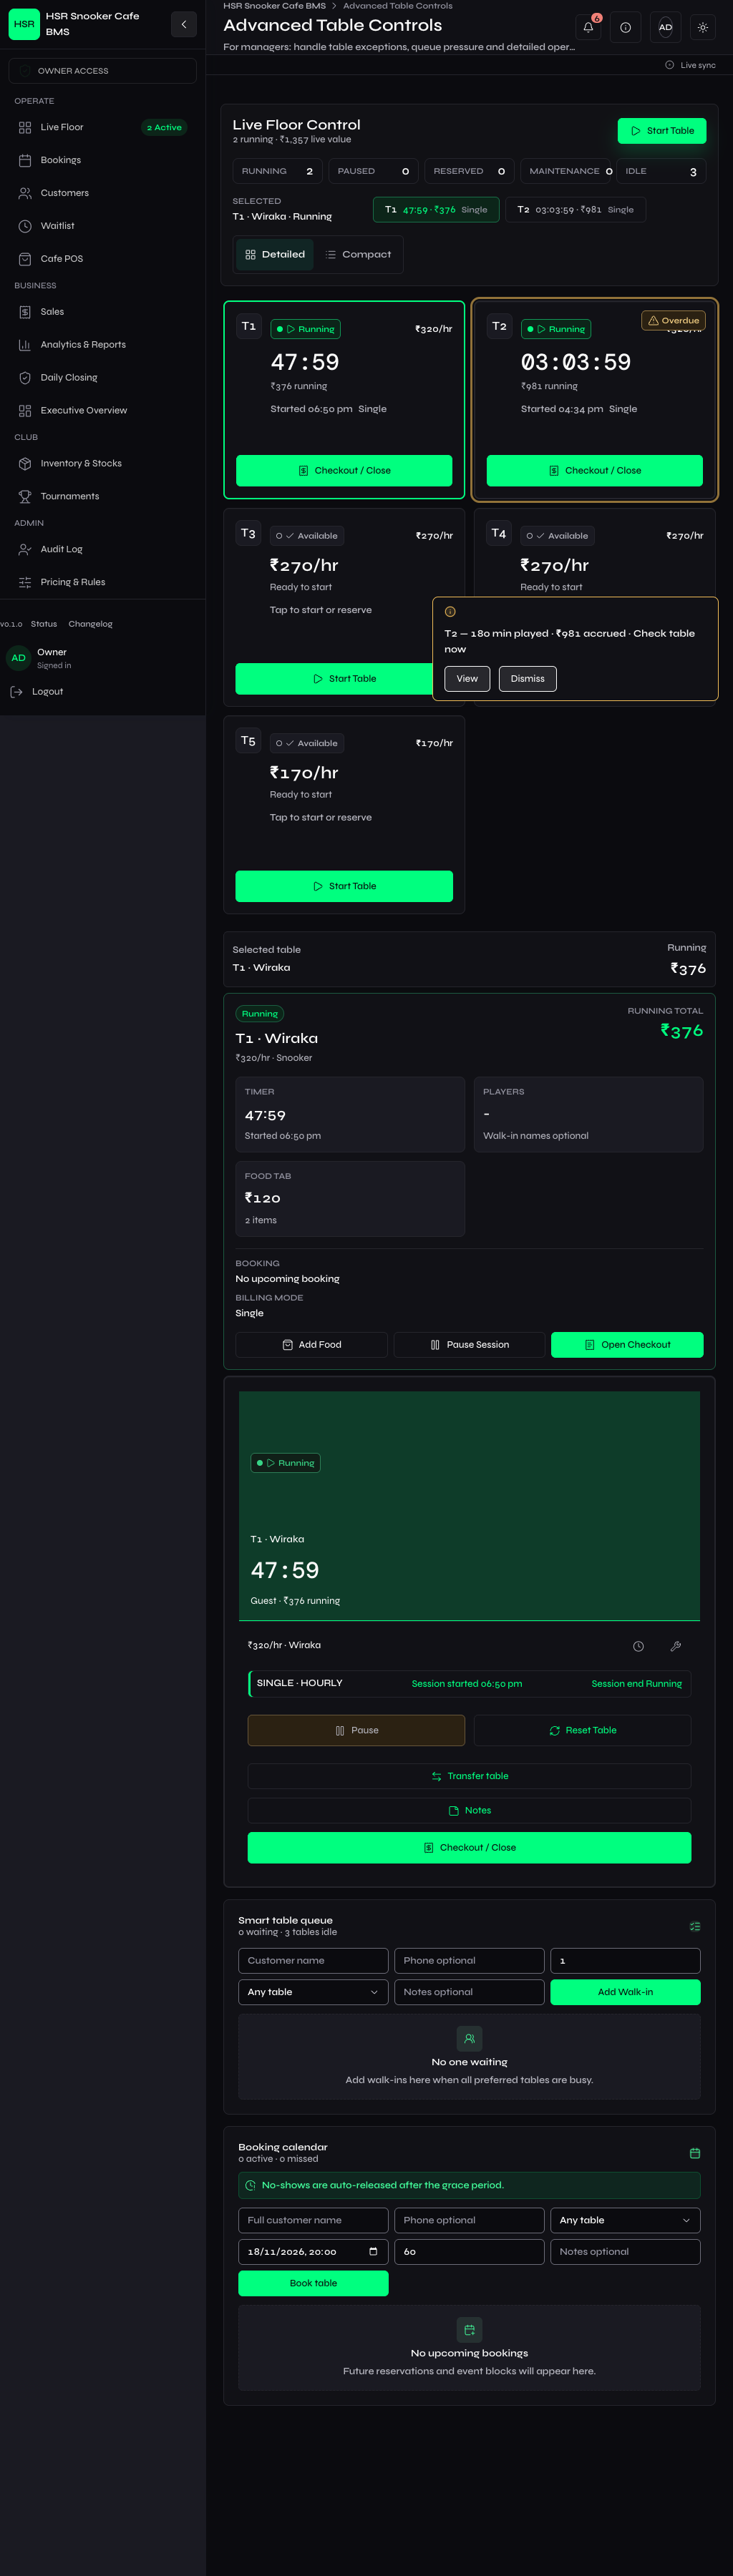 HSR
HSR Snooker Cafe
BMS
OWNER ACCESS
OPERATE
Live Floor
2 Active
Bookings
Customers
Waitlist
Cafe POS
BUSINESS
Sales
Analytics & Reports
Daily Closing
Executive Overview
CLUB
Inventory & Stocks
Tournaments
ADMIN
Audit Log
Pricing & Rules
v0.1.0 Status Changelog
AD
Owner
Signed in
Logout
HSR Snooker Cafe BMS > Advanced Table Controls
Advanced Table Controls
For managers: handle table exceptions, queue pressure and detailed oper...
6
AD
Live sync
Live Floor Control
2 running · ₹1,357 live value
Start Table
RUNNING 2
PAUSED 0
RESERVED 0
MAINTENANCE 0
IDLE 3
SELECTED
T1 · Wiraka · Running
T1 47:59 · ₹376 Single
T2 03:03:59 · ₹981 Single
Detailed
Compact
T1
Running
₹320/hr
47:59
₹376 running
Started 06:50 pm Single
Checkout / Close
T2
Running
Overdue
03:03:59
₹981 running
Started 04:34 pm Single
Checkout / Close
T3
Available
₹270/hr
₹270/hr
Ready to start
Tap to start or reserve
Start Table
T4
Available
₹270/hr
₹270/hr
Ready to start
T2 — 180 min played · ₹981 accrued · Check table
now
View
Dismiss
T5
Available
₹170/hr
₹170/hr
Ready to start
Tap to start or reserve
Start Table
Selected table
T1 · Wiraka
Running
₹376
Running
T1 · Wiraka
₹320/hr · Snooker
RUNNING TOTAL
₹376
TIMER
47:59
Started 06:50 pm
PLAYERS
-
Walk-in names optional
FOOD TAB
₹120
2 items
BOOKING
No upcoming booking
BILLING MODE
Single
Add Food
Pause Session
Open Checkout
Running
T1 · Wiraka
47:59
Guest · ₹376 running
₹320/hr · Wiraka
SINGLE · HOURLY
Session started 06:50 pm
Session end Running
Pause
Reset Table
Transfer table
Notes
Checkout / Close
Smart table queue
0 waiting · 3 tables idle
Customer name
Phone optional
1
Any table
Notes optional
Add Walk-in
No one waiting
Add walk-ins here when all preferred tables are busy.
Booking calendar
0 active · 0 missed
No-shows are auto-released after the grace period.
Full customer name
Phone optional
Any table
18/11/2026, 20:00
60
Notes optional
Book table
No upcoming bookings
Future reservations and event blocks will appear here.